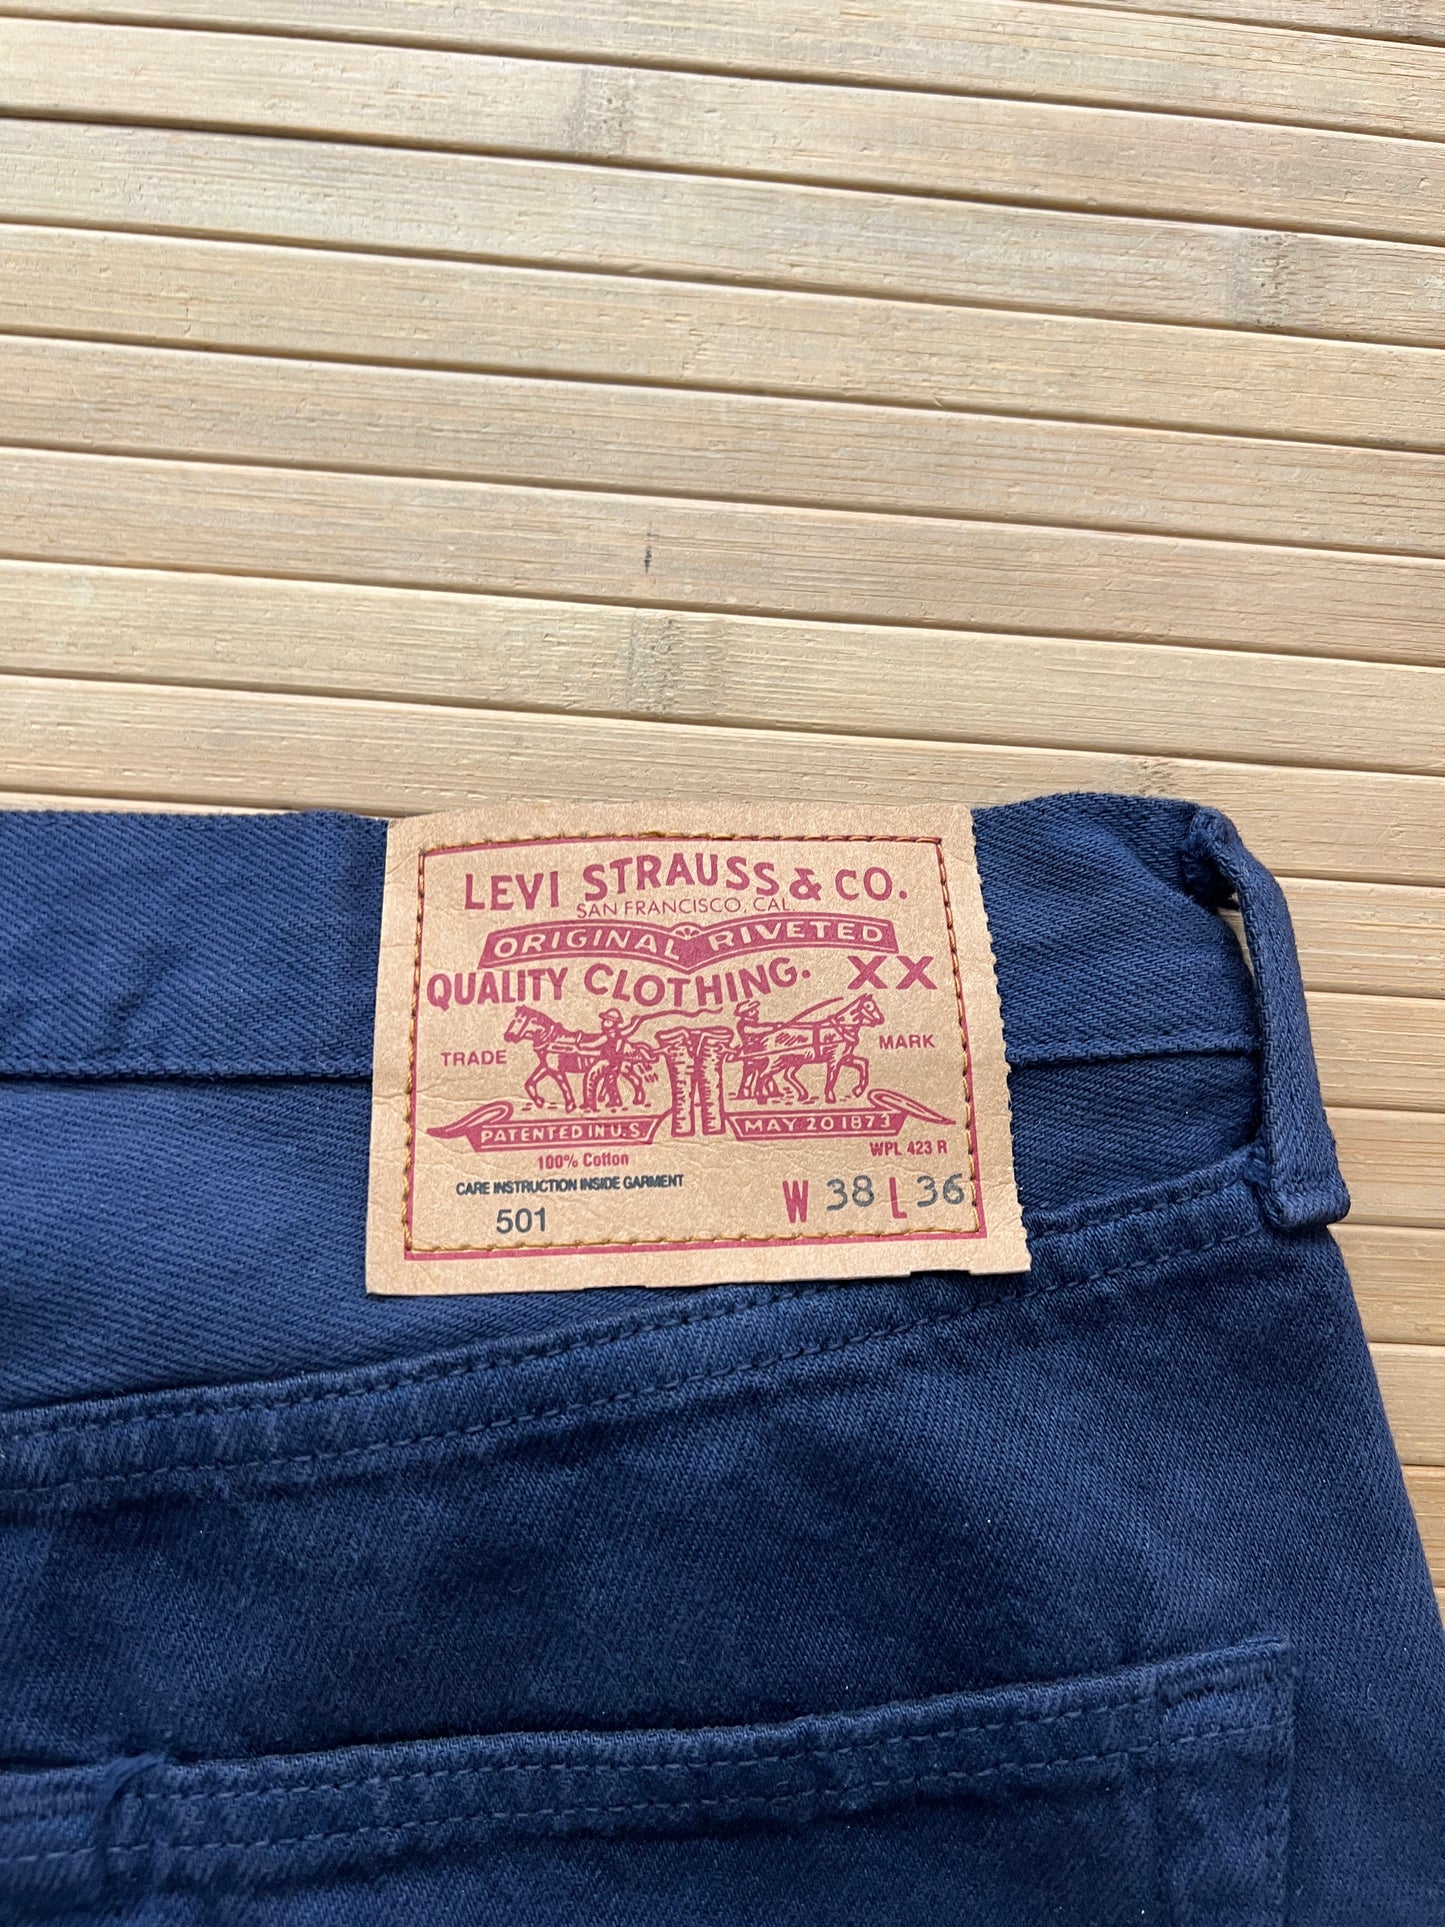 LEVI STRAUSS & CO.
SAN FRANCISCO, CAL
ORIGINAL RIVETED
QUALITY CLOTHING. XX
TRADE MARK
PATENTED IN U.S. MAY 20 1873
100% Cotton WPL 423 R
CARE INSTRUCTION INSIDE GARMENT
501 W 38 L 36